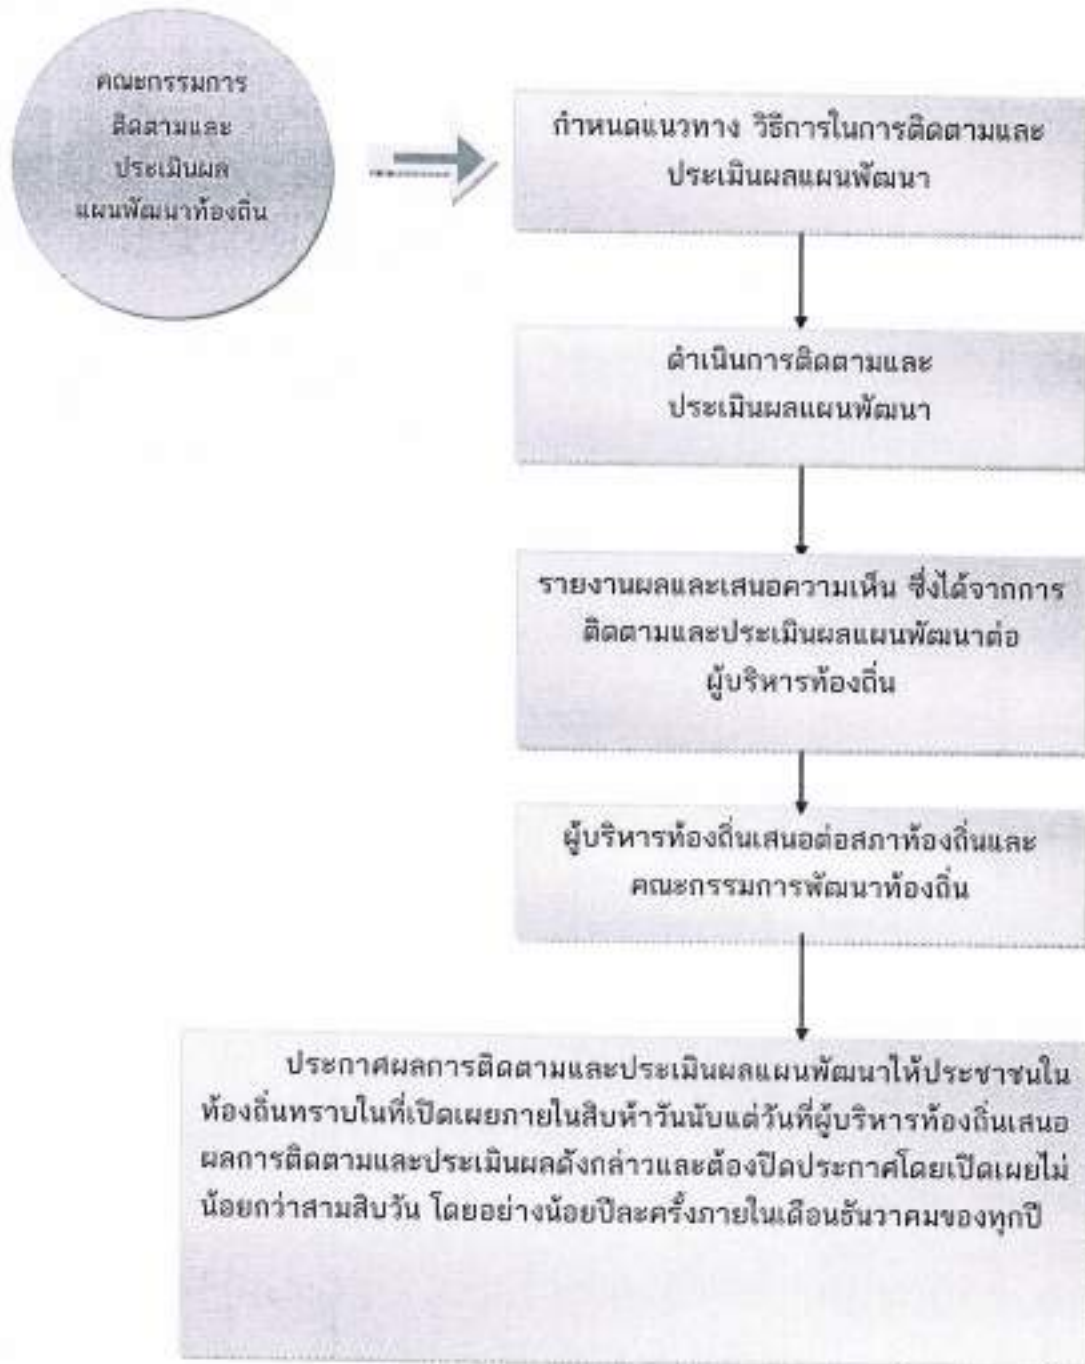 คณะกรรมการ
ติดตามและ
ประเมินผล
แผนพัฒนาท้องถิ่น
กำหนดแนวทาง วิธีการในการติดตามและ
ประเมินผลแผนพัฒนา
ดำเนินการติดตามและ
ประเมินผลแผนพัฒนา
รายงานผลและเสนอความเห็น ซึ่งได้จากการ
ติดตามและประเมินผลแผนพัฒนาต่อ
ผู้บริหารท้องถิ่น
ผู้บริหารท้องถิ่นเสนอต่อสภาท้องถิ่นและ
คณะกรรมการพัฒนาท้องถิ่น
ประกาศผลการติดตามและประเมินผลแผนพัฒนาให้ประชาชนใน
ท้องถิ่นทราบในที่เปิดเผยภายในสิบห้าวันนับแต่วันที่ผู้บริหารท้องถิ่นเสนอ
ผลการติดตามและประเมินผลดังกล่าวและต้องปิดประกาศโดยเปิดเผยไม่
น้อยกว่าสามสิบวัน โดยอย่างน้อยปีละครั้งภายในเดือนธันวาคมของทุกปี